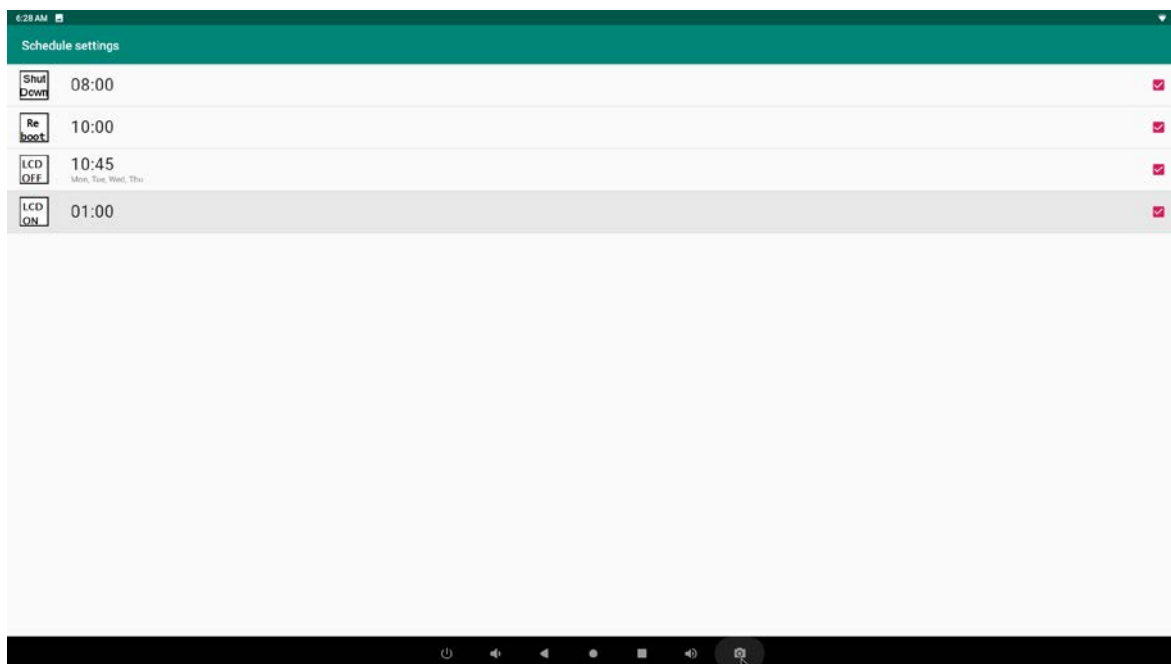 6:28 AM
Schedule settings
Shut
Down
08:00
Re
boot
10:00
LCD
OFF
10:45
Mon, Tue, Wed, Thu
LCD
ON
01:00